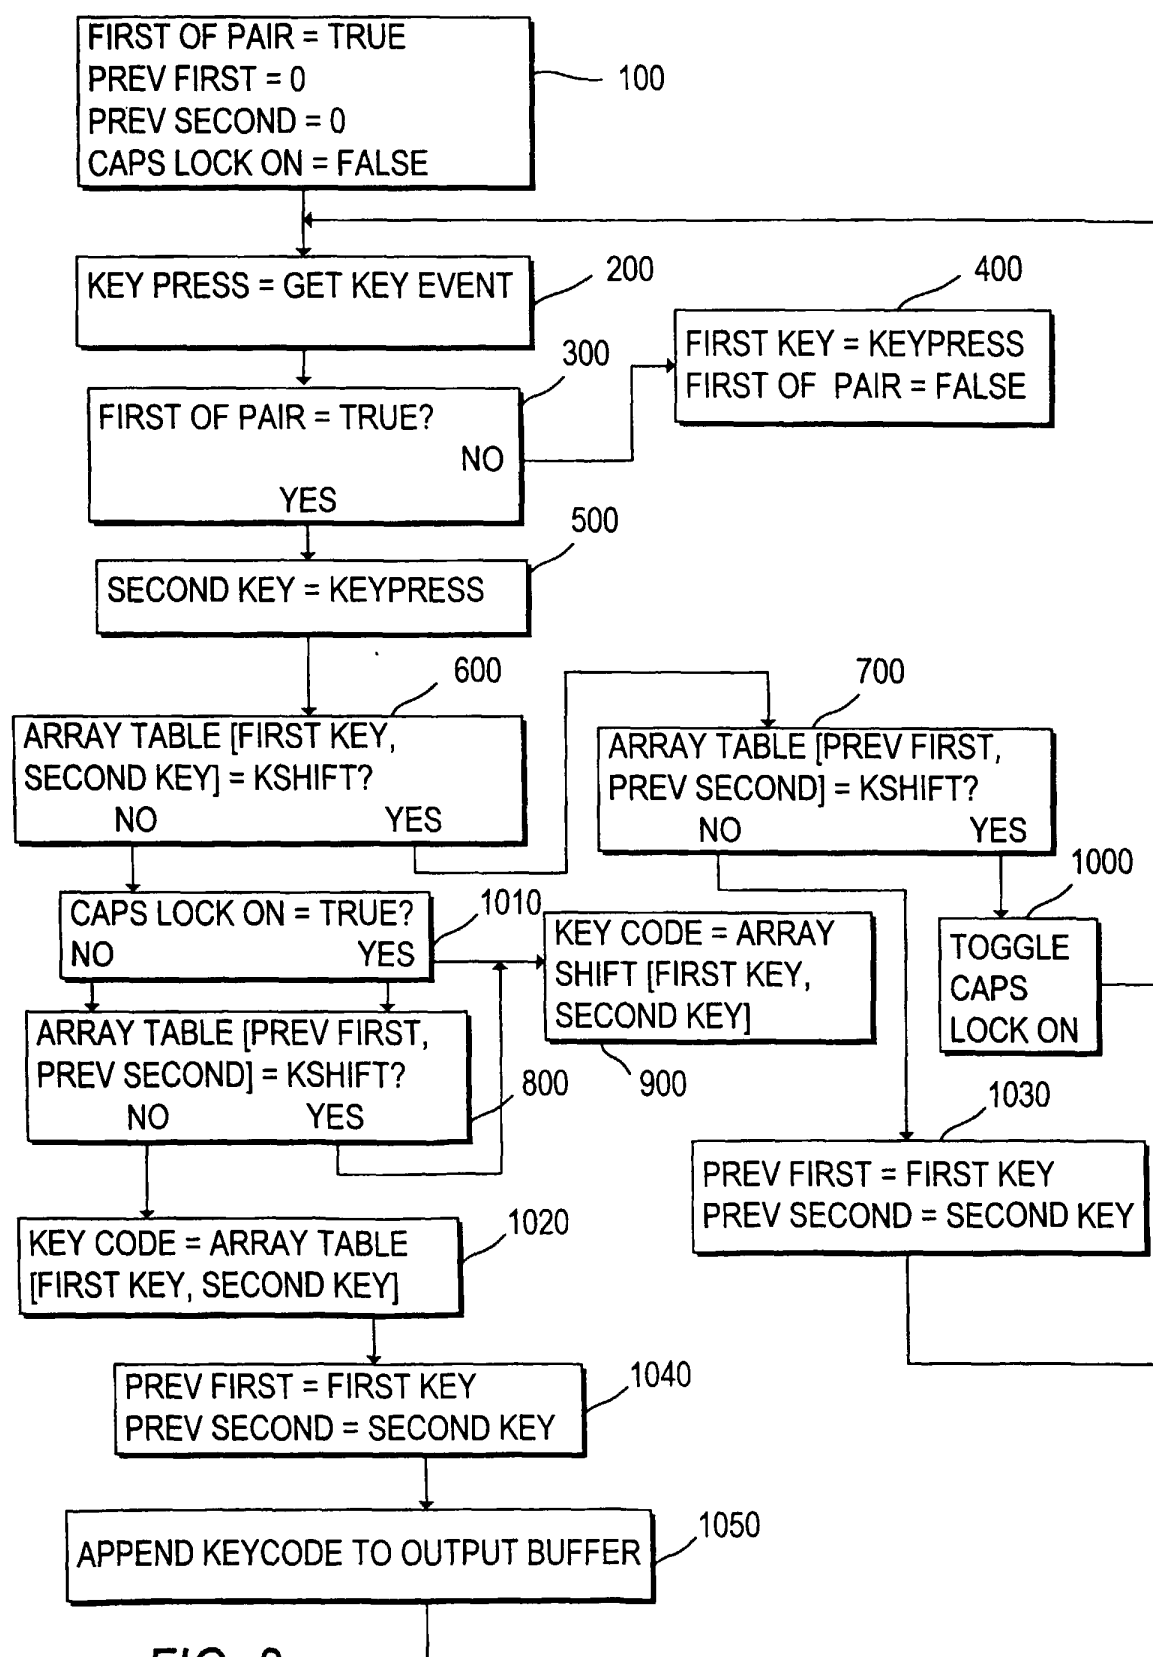 FIRST OF PAIR = TRUE
PREV FIRST = 0
PREV SECOND = 0
CAPS LOCK ON = FALSE
100
KEY PRESS = GET KEY EVENT
200
400
FIRST KEY = KEYPRESS
FIRST OF PAIR = FALSE
300
FIRST OF PAIR = TRUE?
NO
YES
500
SECOND KEY = KEYPRESS
600
ARRAY TABLE [FIRST KEY,
SECOND KEY] = KSHIFT?
NO YES
700
ARRAY TABLE [PREV FIRST,
PREV SECOND] = KSHIFT?
NO YES
1000
TOGGLE
CAPS
LOCK ON
CAPS LOCK ON = TRUE?
NO YES
1010
KEY CODE = ARRAY
SHIFT [FIRST KEY,
SECOND KEY]
900
ARRAY TABLE [PREV FIRST,
PREV SECOND] = KSHIFT?
NO YES
800
1030
PREV FIRST = FIRST KEY
PREV SECOND = SECOND KEY
KEY CODE = ARRAY TABLE
[FIRST KEY, SECOND KEY]
1020
PREV FIRST = FIRST KEY
PREV SECOND = SECOND KEY
1040
APPEND KEYCODE TO OUTPUT BUFFER
1050